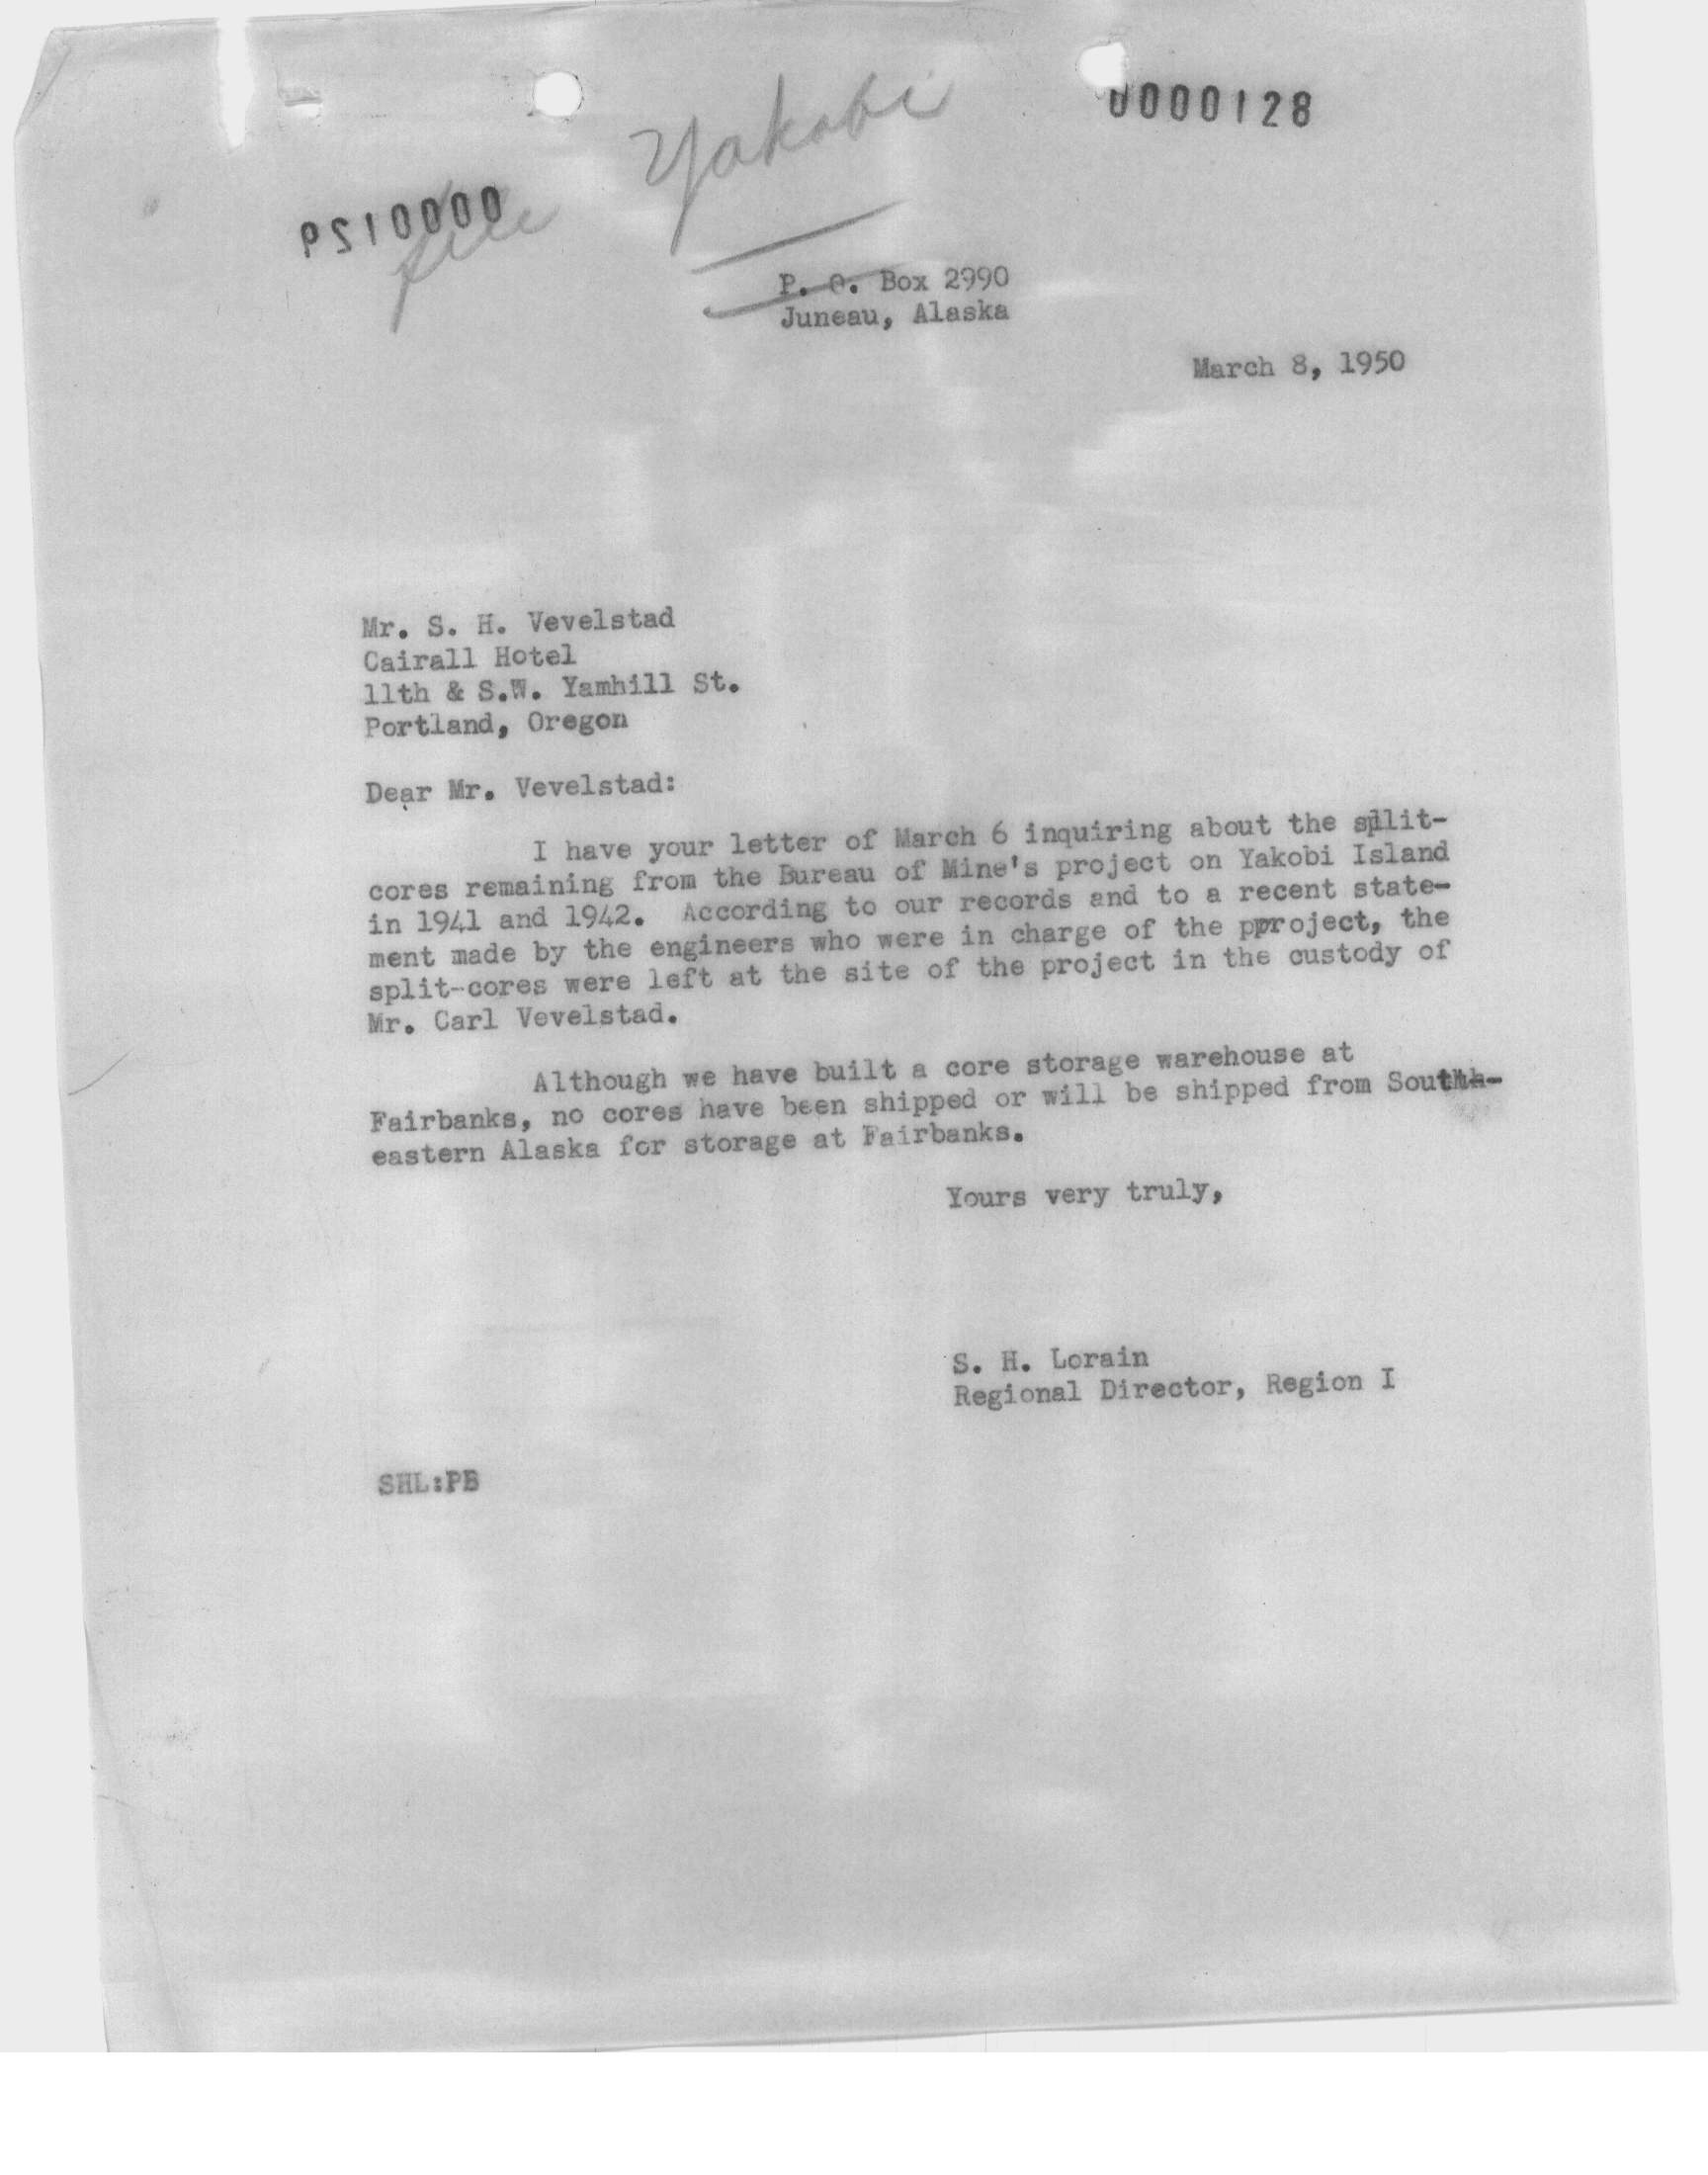 Yakobi
0000128
file
P. O. Box 2990
Juneau, Alaska
March 8, 1950
Mr. S. H. Vevelstad
Cairall Hotel
11th & S.W. Yamhill St.
Portland, Oregon
Dear Mr. Vevelstad:
I have your letter of March 6 inquiring about the split-
cores remaining from the Bureau of Mine's project on Yakobi Island
in 1941 and 1942. According to our records and to a recent state-
ment made by the engineers who were in charge of the pproject, the
split-cores were left at the site of the project in the custody of
Mr. Carl Vevelstad.
Although we have built a core storage warehouse at
Fairbanks, no cores have been shipped or will be shipped from South-
eastern Alaska for storage at Fairbanks.
Yours very truly,
S. H. Lorain
Regional Director, Region I
SHL:PB